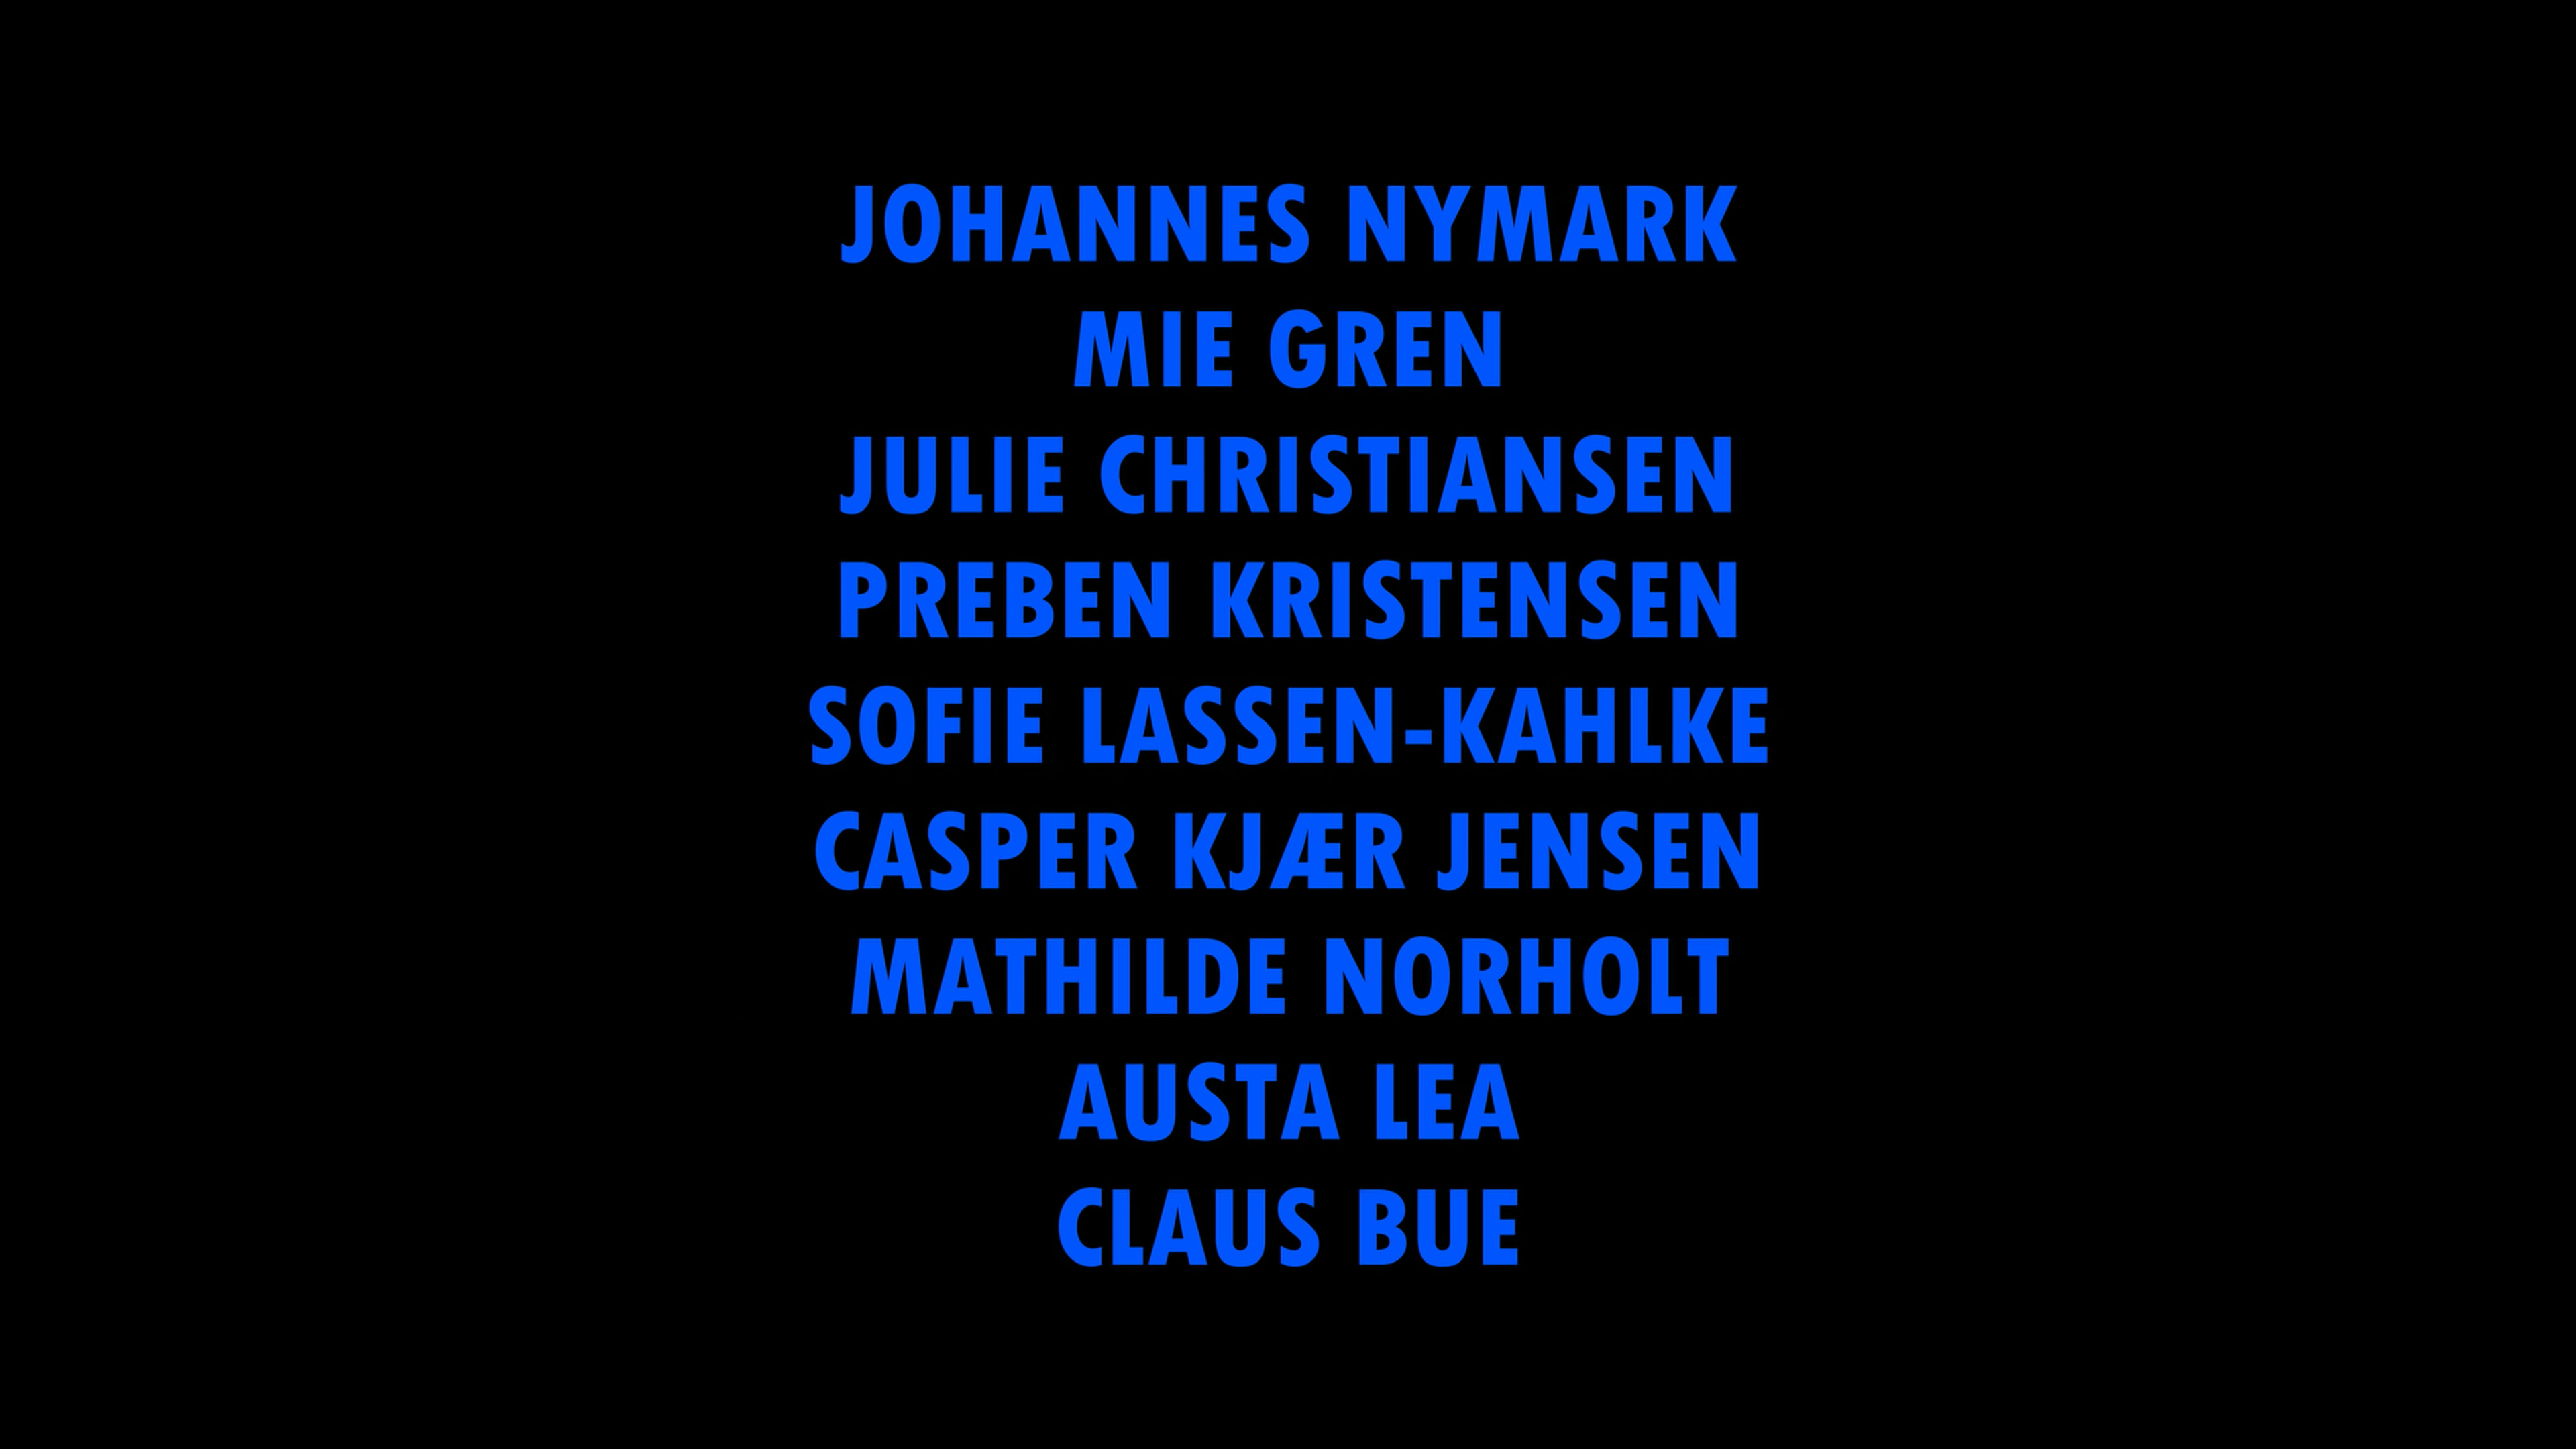 JOHANNES NYMARK
MIE GREN
JULIE CHRISTIANSEN
PREBEN KRISTENSEN
SOFIE LASSEN-KAHLKE
CASPER KJÆR JENSEN
MATHILDE NORHOLT
AUSTA LEA
CLAUS BUE